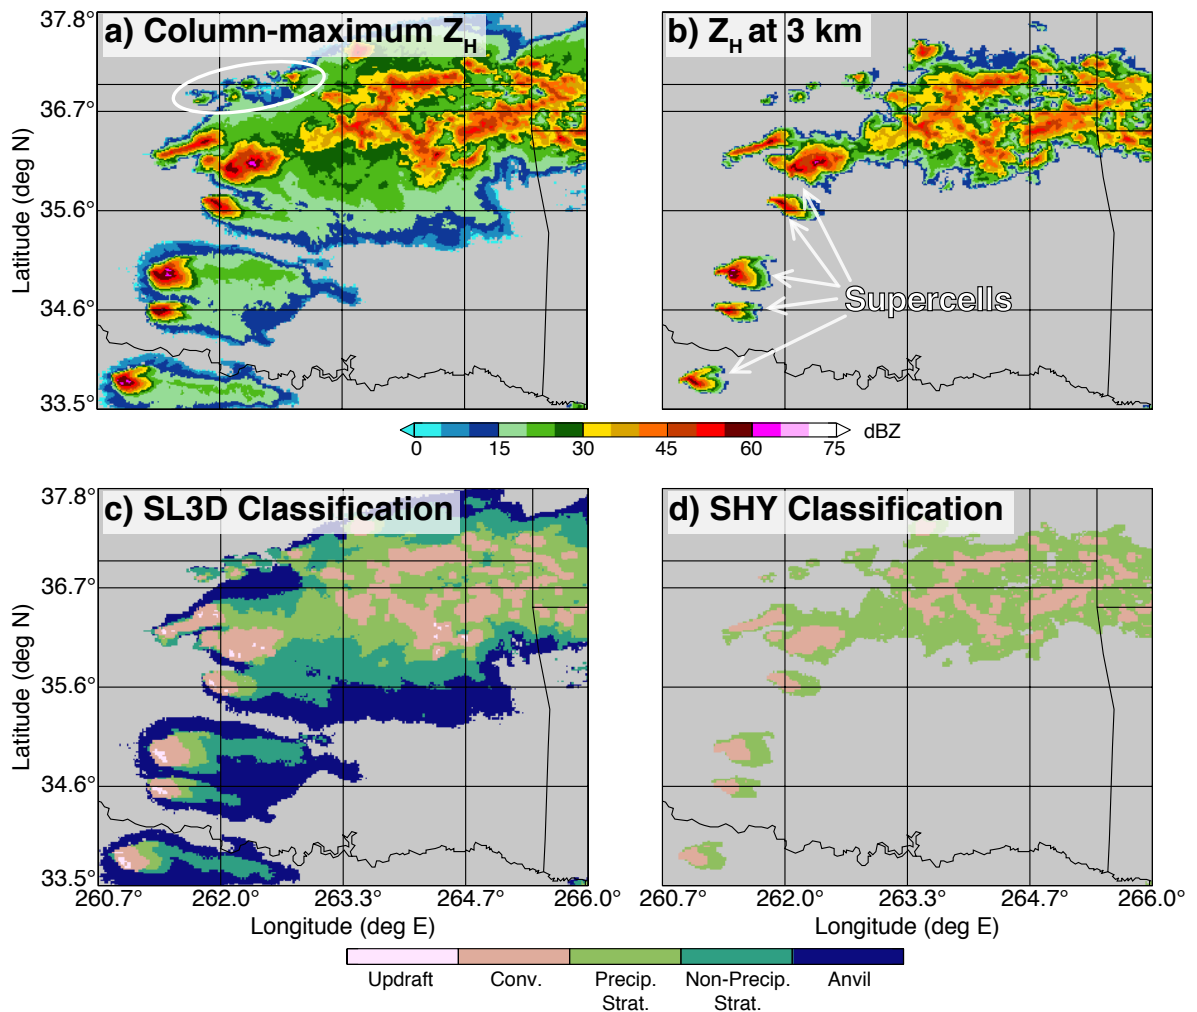 a) Column-maximum ZH
b) ZH at 3 km
37.8°
36.7°
35.6°
34.6°
33.5°
Latitude (deg N)
Supercells
0 15 30 45 60 75 dBZ
c) SL3D Classification
d) SHY Classification
37.8°
36.7°
35.6°
34.6°
33.5°
Latitude (deg N)
260.7° 262.0° 263.3° 264.7° 266.0°
260.7° 262.0° 263.3° 264.7° 266.0°
Longitude (deg E)
Longitude (deg E)
Updraft
Conv.
Precip.
Strat.
Non-Precip.
Strat.
Anvil